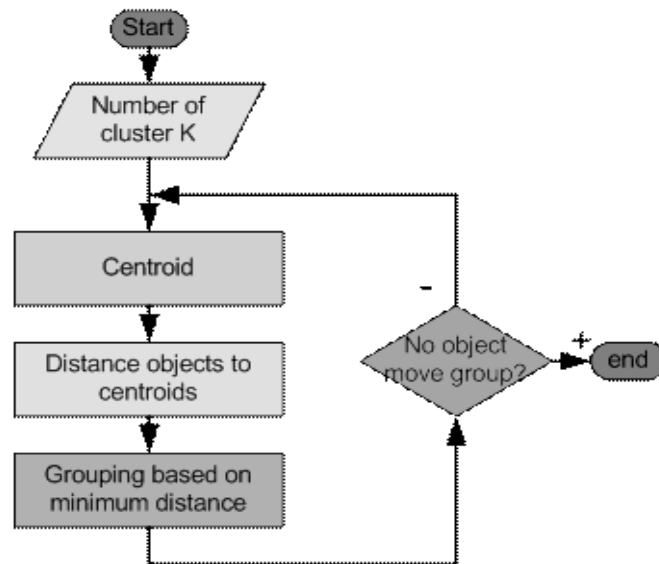 Start
Number of
cluster K
Centroid
Distance objects to
centroids
Grouping based on
minimum distance
-
No object
move group?
+
end